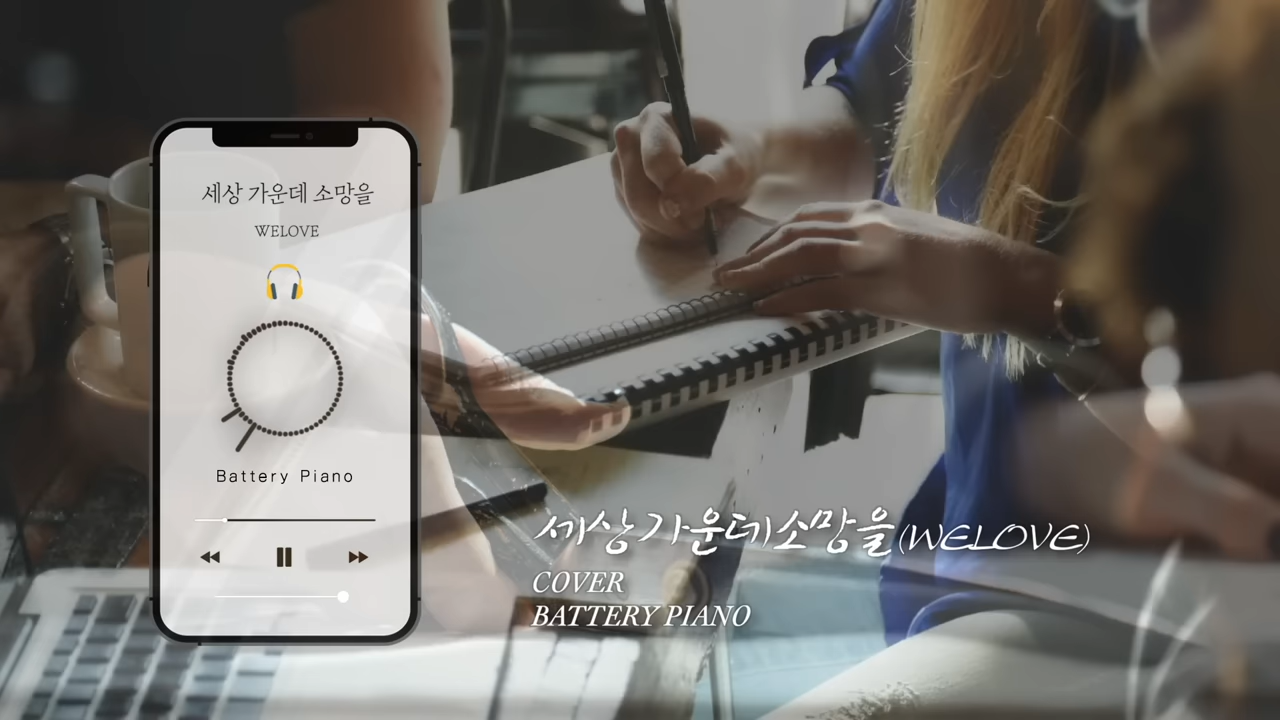 세상 가운데 소망을
WELOVE
Battery Piano
세상 가운데 소망을 (WELOVE)
COVER
BATTERY PIANO